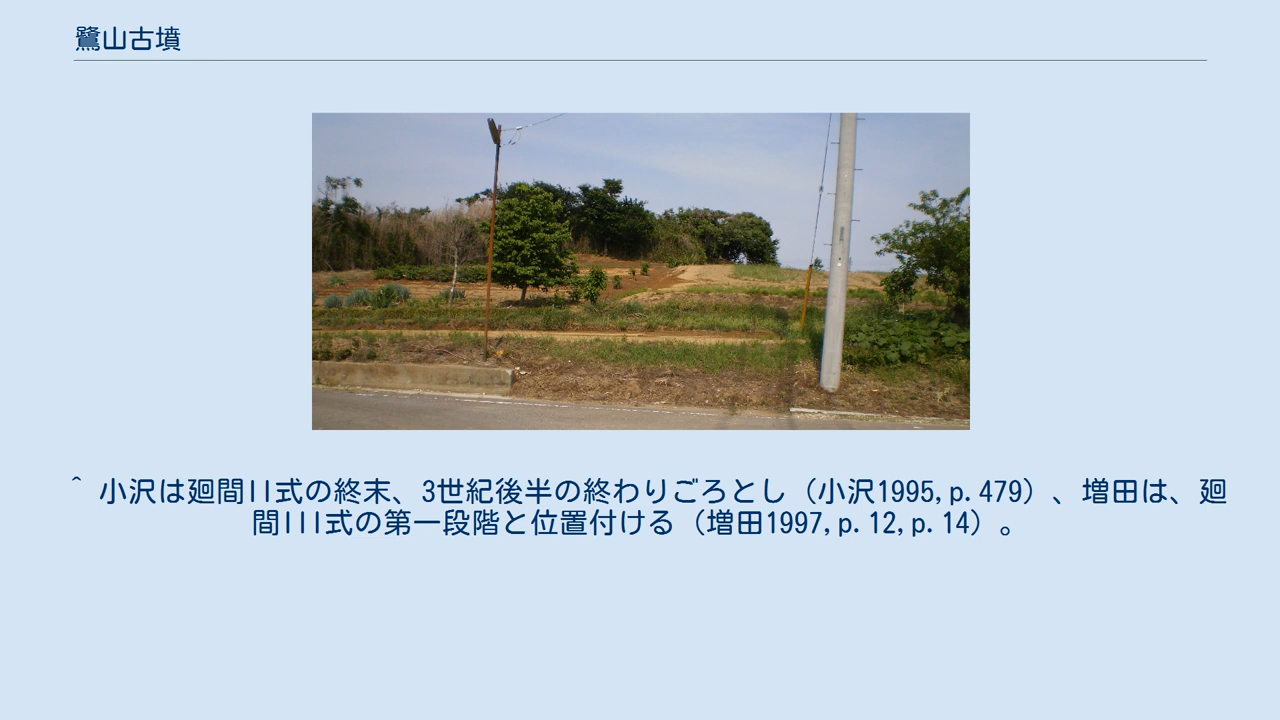 鷺山古墳
^ 小沢は廻間II式の終末、3世紀後半の終わりごろとし（小沢1995,p.479）、増田は、廻
間III式の第一段階と位置付ける（増田1997,p.12,p.14）。